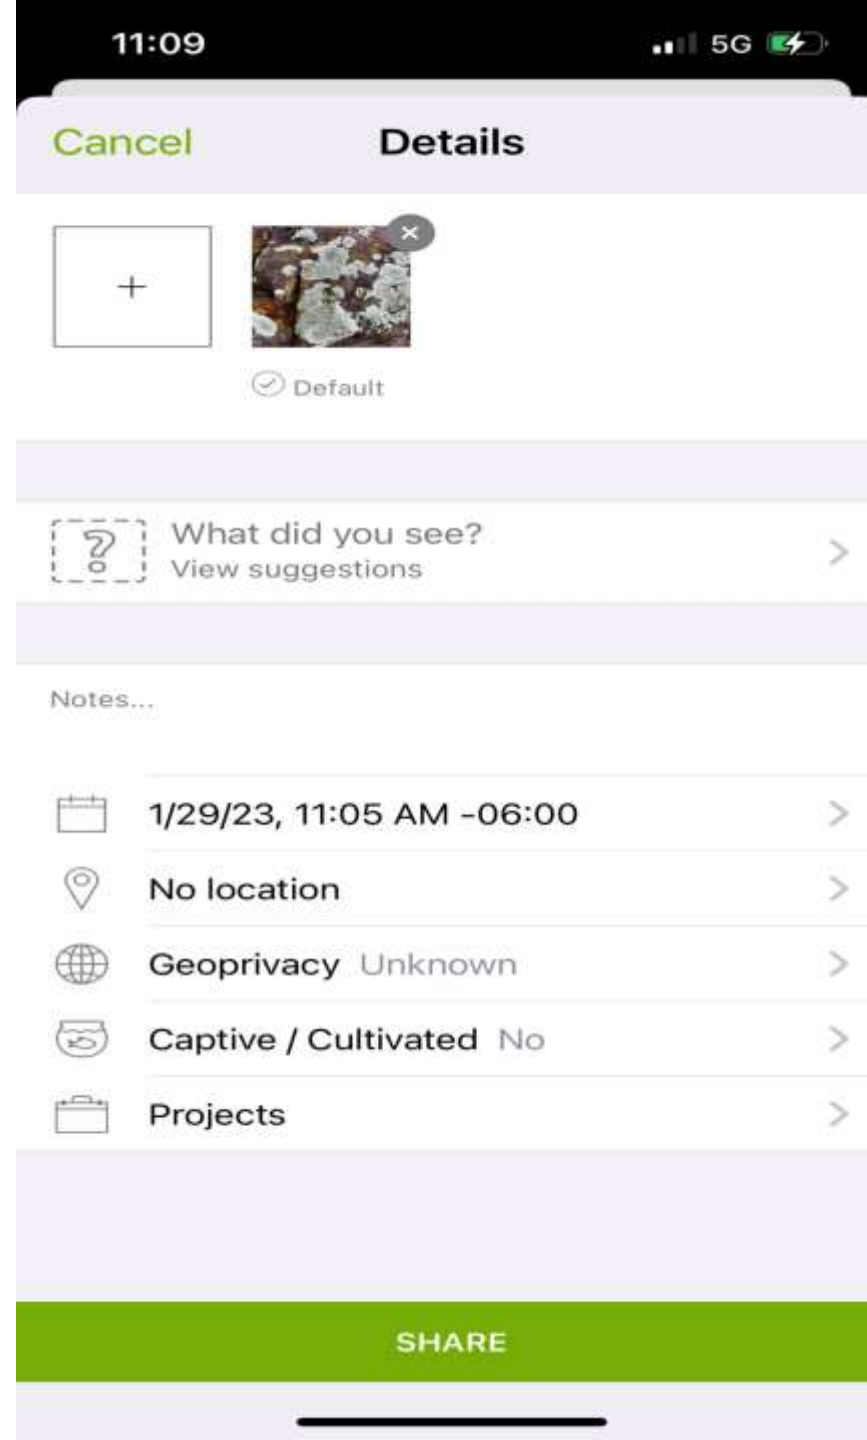 11:09 5G
Cancel Details
Default
What did you see?
View suggestions
Notes...
1/29/23, 11:05 AM -06:00
No location
Geoprivacy Unknown
Captive / Cultivated No
Projects
SHARE